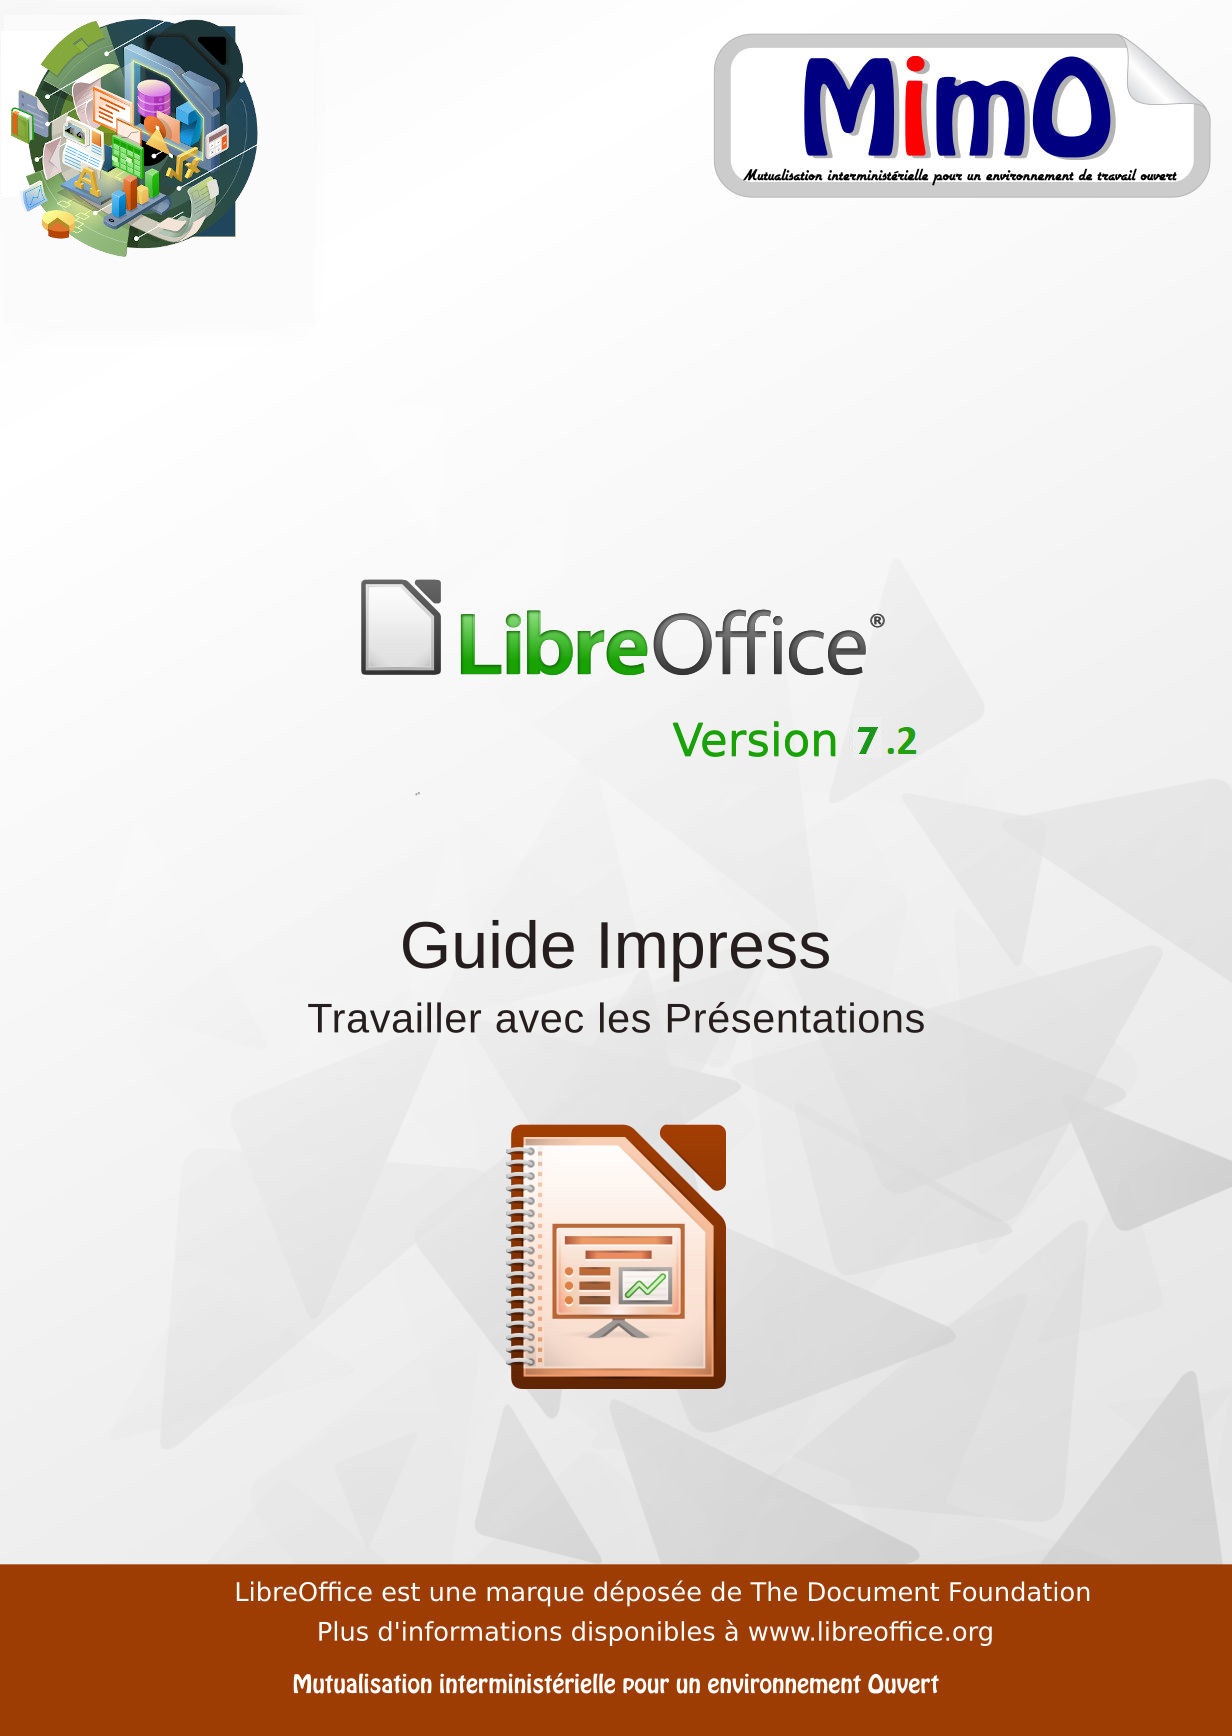 MimO
Mutualisation interministérielle pour un environnement de travail ouvert
LibreOffice®
Version 7.2
Guide Impress
Travailler avec les Présentations
LibreOffice est une marque déposée de The Document Foundation
Plus d'informations disponibles à www.libreoffice.org
Mutualisation interministérielle pour un environnement Ouvert